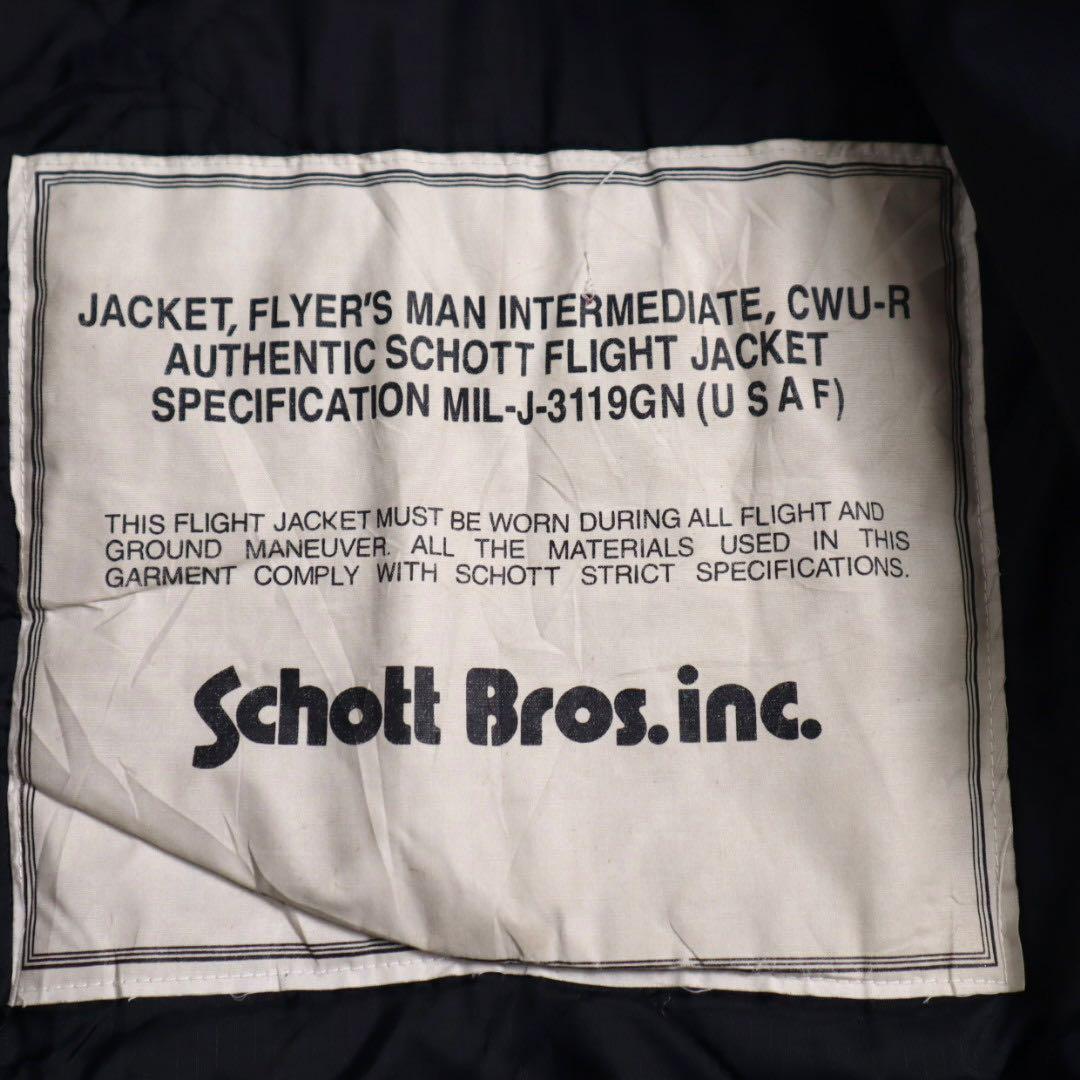 JACKET, FLYER'S MAN INTERMEDIATE, CWU-R
AUTHENTIC SCHOTT FLIGHT JACKET
SPECIFICATION MIL-J-3119GN (U S A F)
THIS FLIGHT JACKET MUST BE WORN DURING ALL FLIGHT AND
GROUND MANEUVER. ALL THE MATERIALS USED IN THIS
GARMENT COMPLY WITH SCHOTT STRICT SPECIFICATIONS.
Schott Bros. inc.